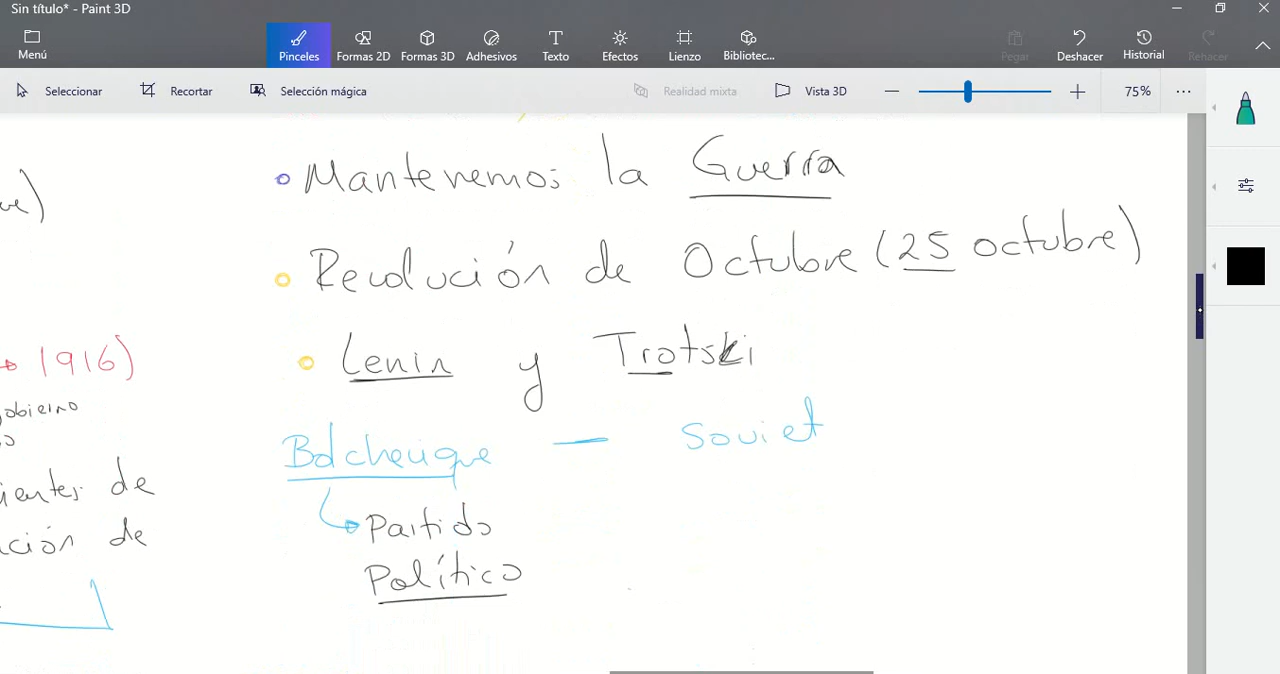 Sin título* - Paint 3D
Menú
Pinceles
Formas 2D
Formas 3D
Adhesivos
Texto
Efectos
Lienzo
Bibliotec...
Pegar
Deshacer
Historial
Rehacer
Seleccionar
Recortar
Selección mágica
Realidad mixta
Vista 3D
75%
Mantenemos la Guerra
Revolución de Octubre (25 octubre)
Lenin y Trotski
Bolchevique — Soviet
Partido
Político
1916)
gobierno
ientes de
ución de